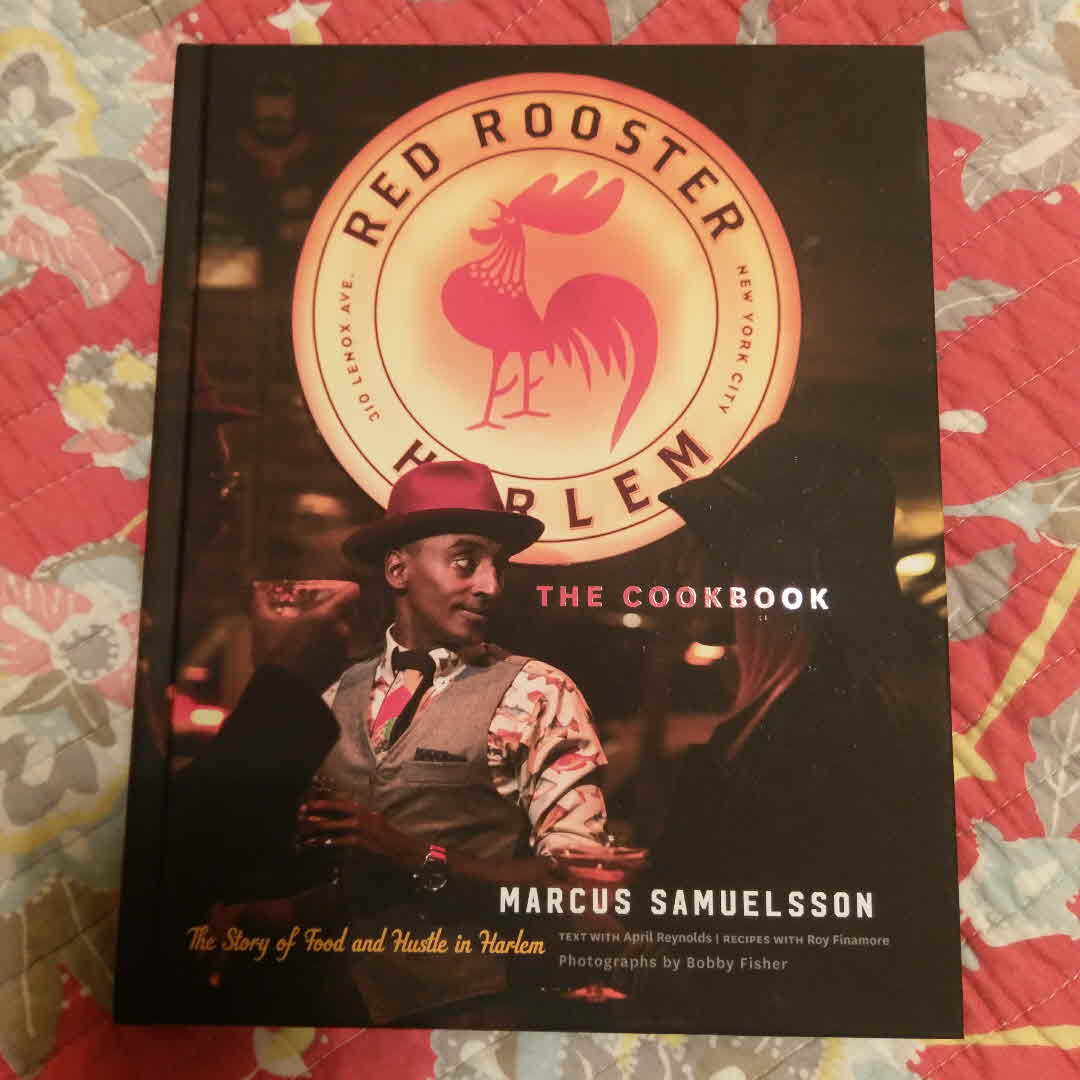 RED ROOSTER
310 LENOX AVE.
NEW YORK CITY
H RLEM
THE COOKBOOK
MARCUS SAMUELSSON
The Story of Food and Hustle in Harlem
TEXT WITH April Reynolds | RECIPES WITH Roy Finamore
Photographs by Bobby Fisher